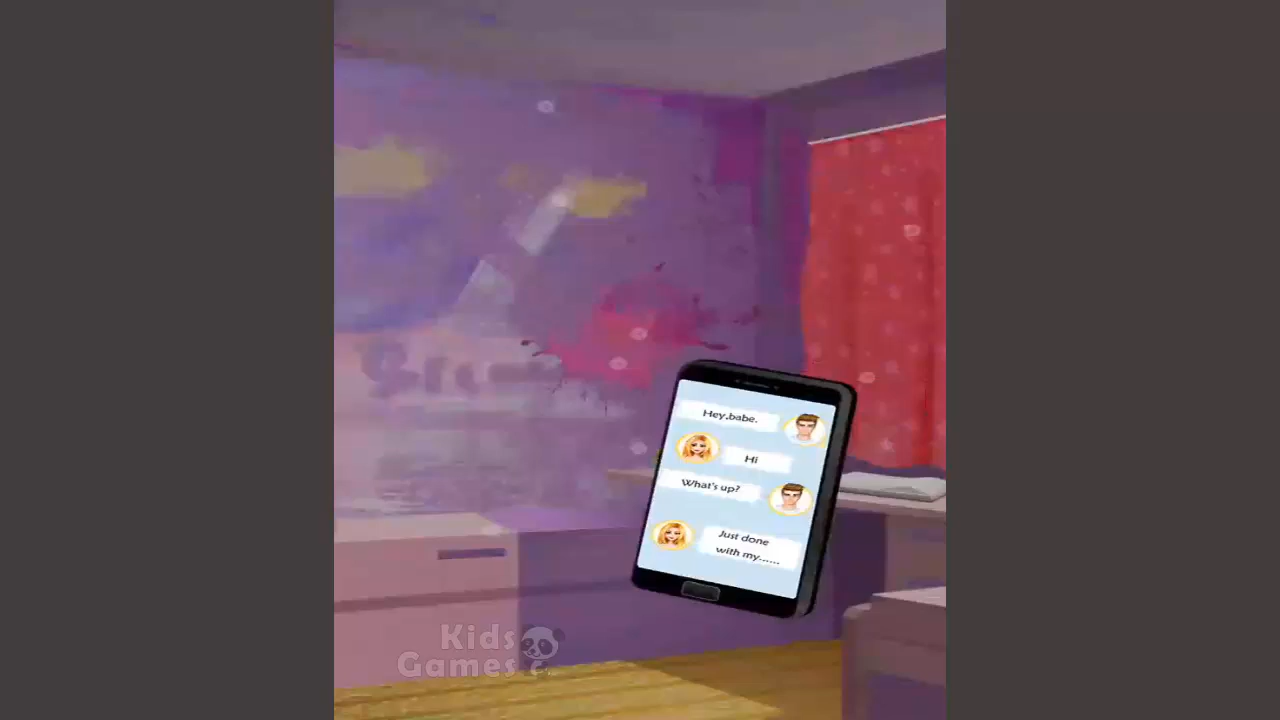 Hey.babe.
Hi
What's up?
Just done
with my......
Kids
Games